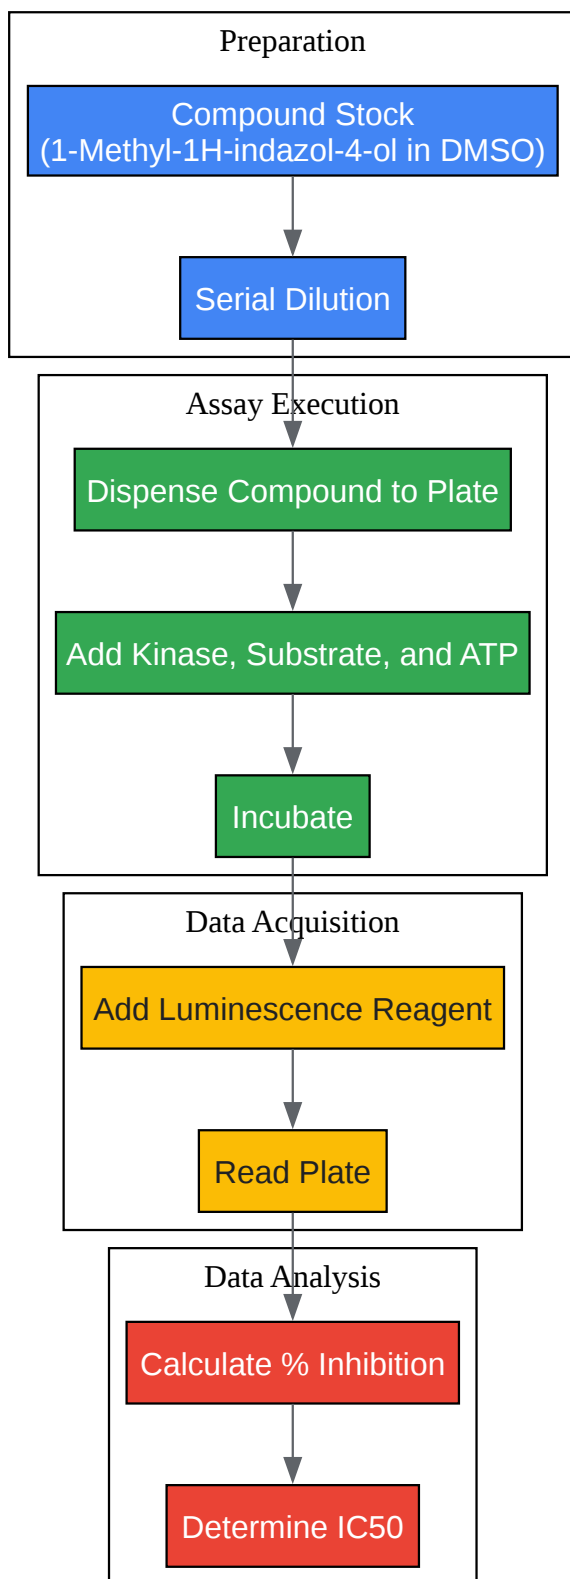 Preparation
Compound Stock
(1-Methyl-1H-indazol-4-ol in DMSO)
Serial Dilution
Assay Execution
Dispense Compound to Plate
Add Kinase, Substrate, and ATP
Incubate
Data Acquisition
Add Luminescence Reagent
Read Plate
Data Analysis
Calculate % Inhibition
Determine IC50